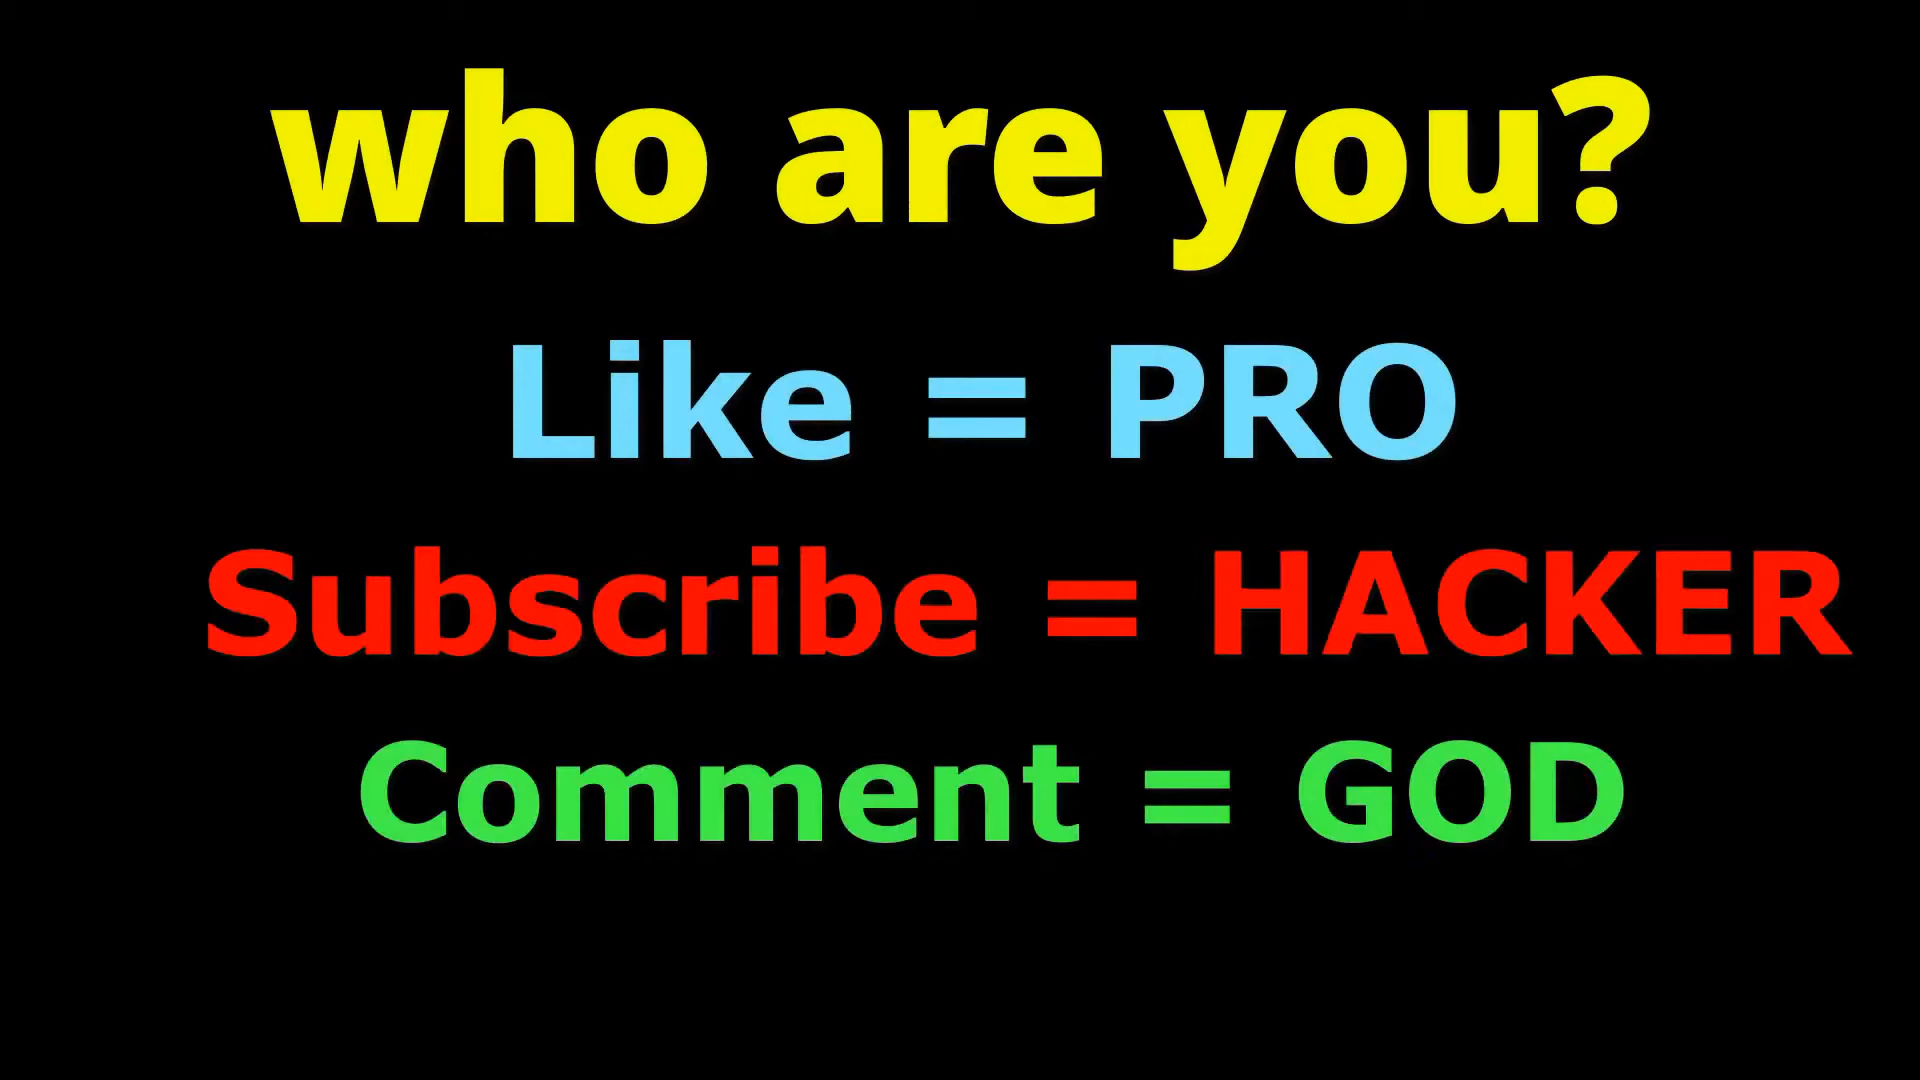 who are you?
Like = PRO
Subscribe = HACKER
Comment = GOD